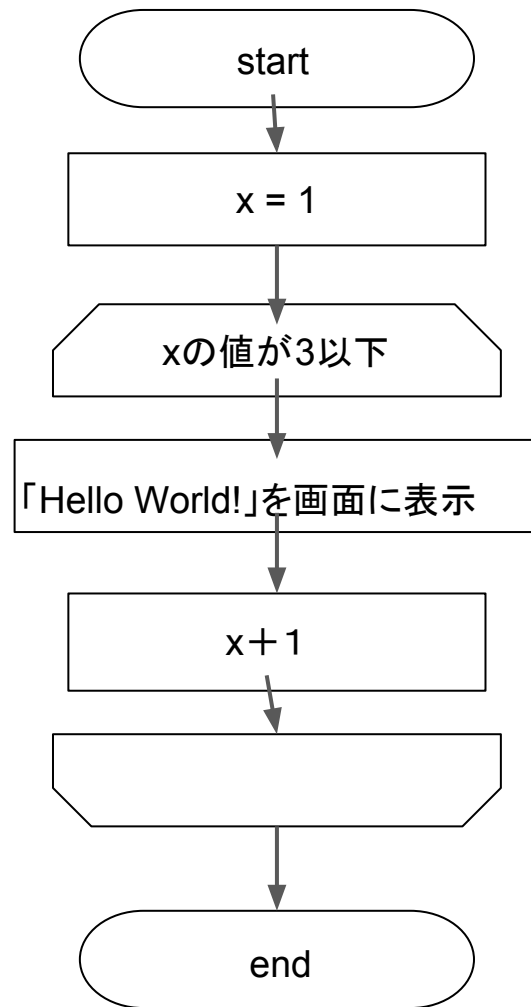 start
x = 1
xの値が3以下
「Hello World!」を画面に表示
x＋1
end